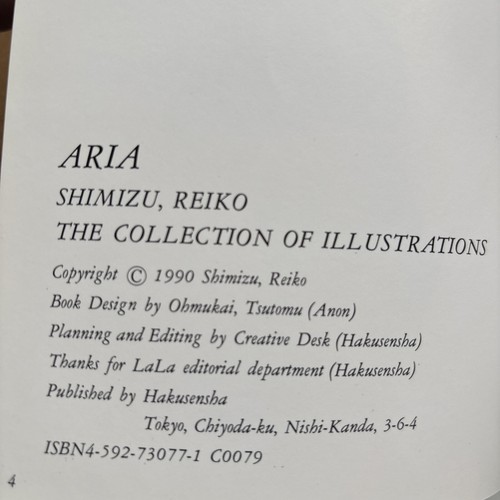 ARIA
SHIMIZU, REIKO
THE COLLECTION OF ILLUSTRATIONS
Copyright © 1990 Shimizu, Reiko
Book Design by Ohmukai, Tsutomu (Anon)
Planning and Editing by Creative Desk (Hakusensha)
Thanks for LaLa editorial department (Hakusensha)
Published by Hakusensha
Tokyo, Chiyoda-ku, Nishi-Kanda, 3-6-4
ISBN4-592-73077-1 C0079
4